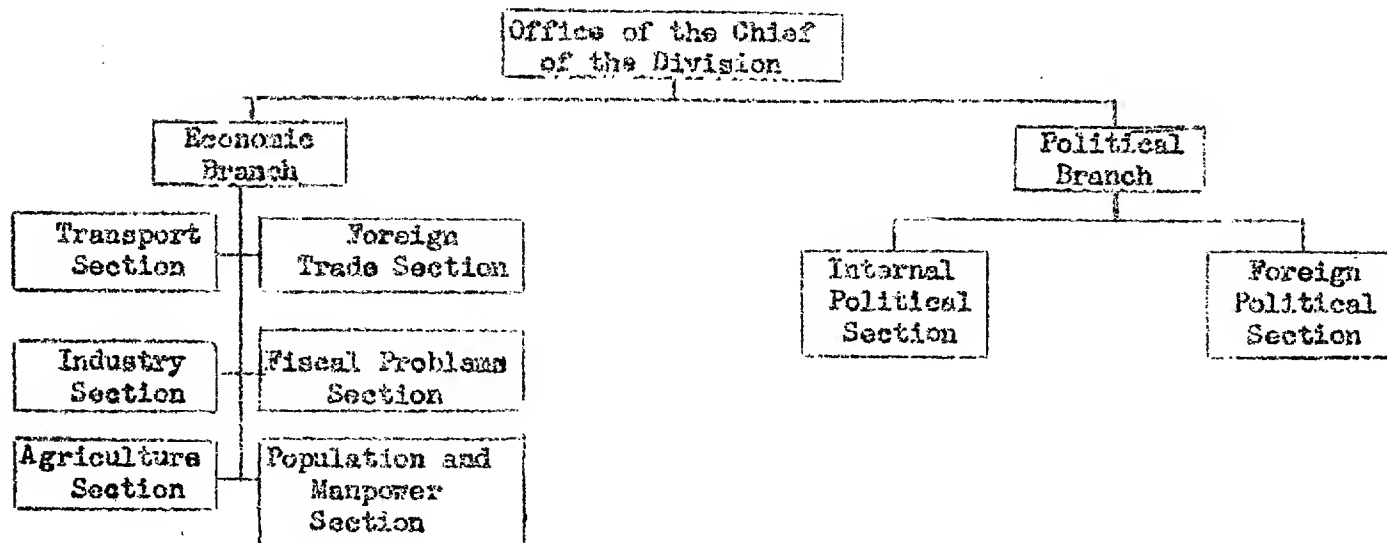 Office of the Chief
of the Division
Economic
Branch
Political
Branch
Transport
Section
Foreign
Trade Section
Internal
Political
Section
Foreign
Political
Section
Industry
Section
Fiscal Problems
Section
Agriculture
Section
Population and
Manpower
Section